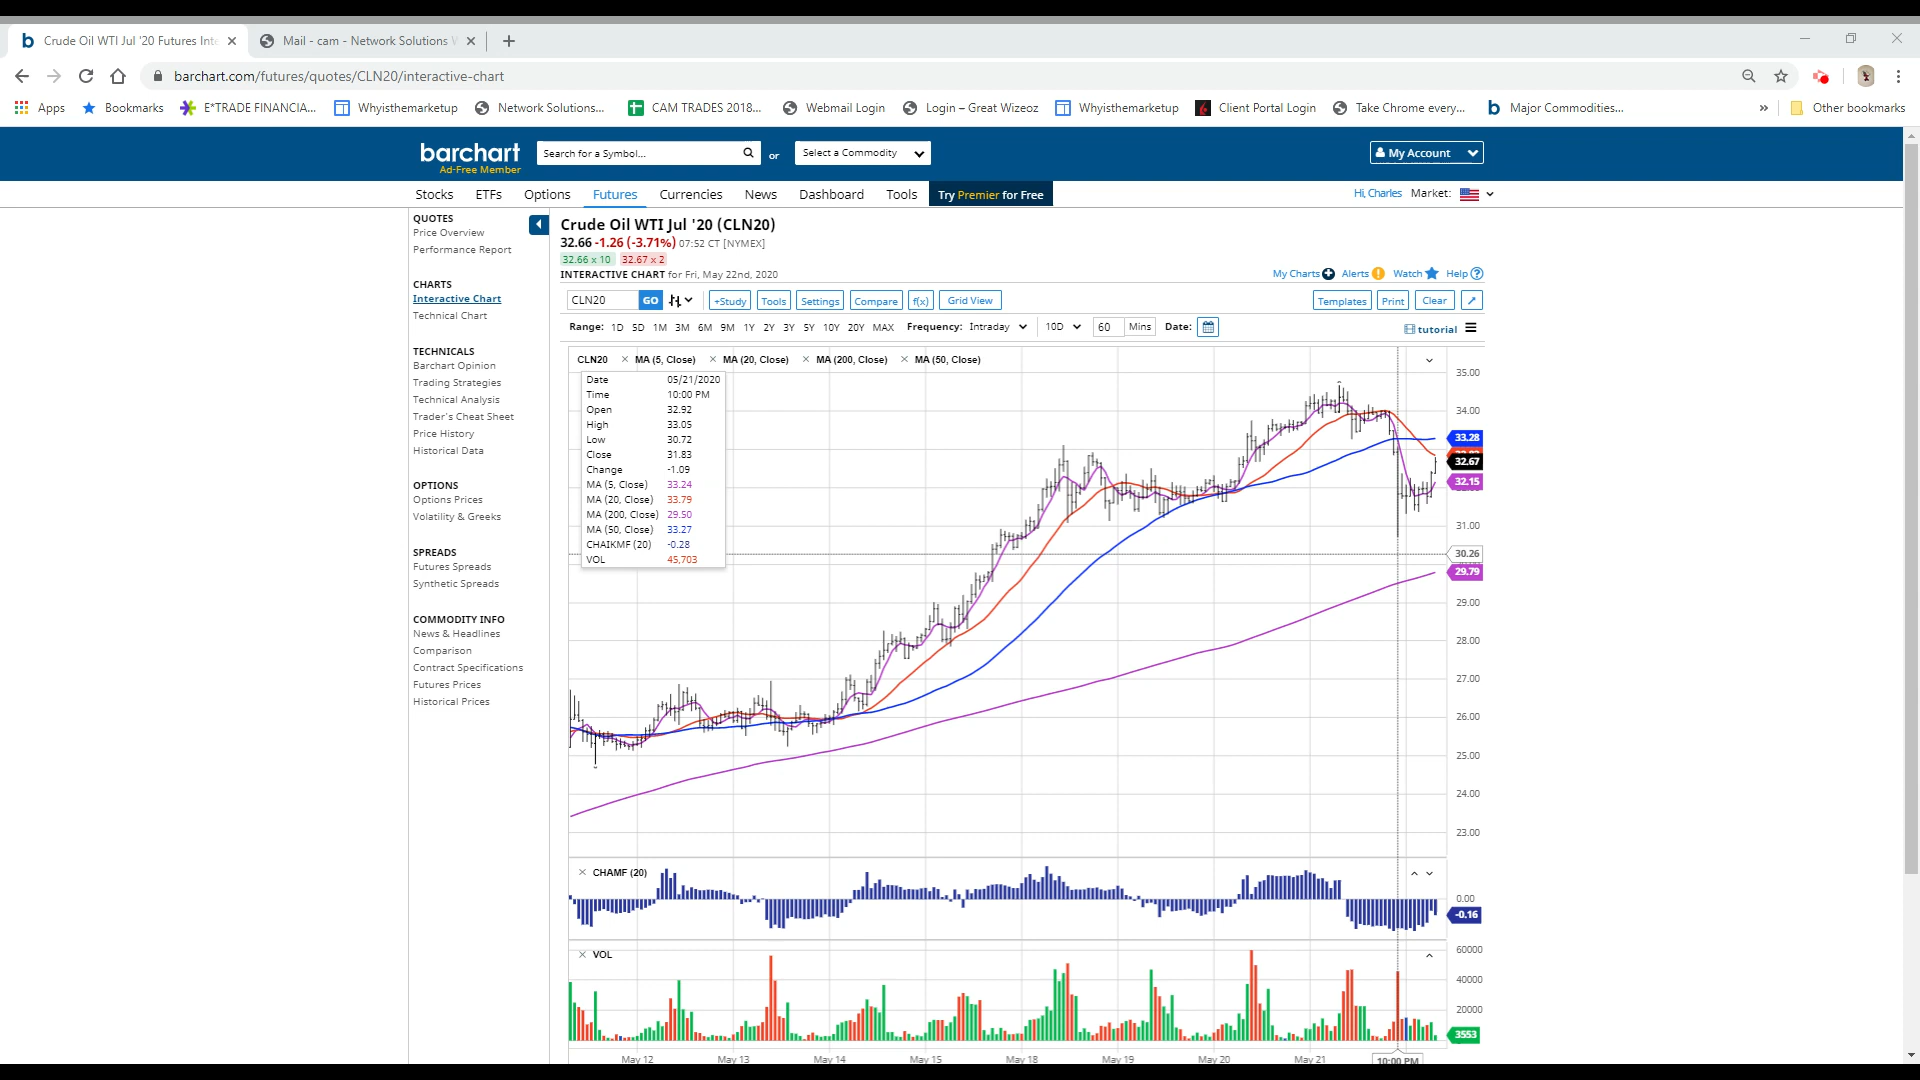 Crude Oil WTI Jul '20 Futures Inte
Mail - cam - Network Solutions W
barchart.com/futures/quotes/CLN20/interactive-chart
Apps
Bookmarks
E*TRADE FINANCIA...
Whyisthemarketup
Network Solutions...
CAM TRADES 2018...
Webmail Login
Login – Great Wizeoz
Whyisthemarketup
Client Portal Login
Take Chrome every...
Major Commodities...
»
Other bookmarks
barchart
Ad-Free Member
Search for a Symbol...
or
Select a Commodity
My Account
Stocks
ETFs
Options
Futures
Currencies
News
Dashboard
Tools
Try Premier for Free
Hi, Charles
Market:
QUOTES
Price Overview
Performance Report
CHARTS
Interactive Chart
Technical Chart
TECHNICALS
Barchart Opinion
Trading Strategies
Technical Analysis
Trader's Cheat Sheet
Price History
Historical Data
OPTIONS
Options Prices
Volatility & Greeks
SPREADS
Futures Spreads
Synthetic Spreads
COMMODITY INFO
News & Headlines
Comparison
Contract Specifications
Futures Prices
Historical Prices
Crude Oil WTI Jul '20 (CLN20)
32.66 -1.26 (-3.71%) 07:52 CT [NYMEX]
32.66 x 10 32.67 x 2
INTERACTIVE CHART for Fri, May 22nd, 2020
My Charts
Alerts
Watch
Help
CLN20
GO
+Study
Tools
Settings
Compare
f(x)
Grid View
Templates
Print
Clear
Range: 1D 5D 1M 3M 6M 9M 1Y 2Y 3Y 5Y 10Y 20Y MAX
Frequency: Intraday
10D
60 Mins
Date:
tutorial
CLN20
MA (5, Close)
MA (20, Close)
MA (200, Close)
MA (50, Close)
Date 05/21/2020
Time 10:00 PM
Open 32.92
High 33.05
Low 30.72
Close 31.83
Change -1.09
MA (5, Close) 33.24
MA (20, Close) 33.79
MA (200, Close) 29.50
MA (50, Close) 33.27
CHAIKMF (20) -0.28
VOL 45,703
35.00
34.00
33.28
32.67
32.15
31.00
30.26
29.79
29.00
28.00
27.00
26.00
25.00
24.00
23.00
CHAMF (20)
0.00
-0.16
VOL
60000
40000
20000
3553
May 12
May 13
May 14
May 15
May 18
May 19
May 20
May 21
10:00 PM